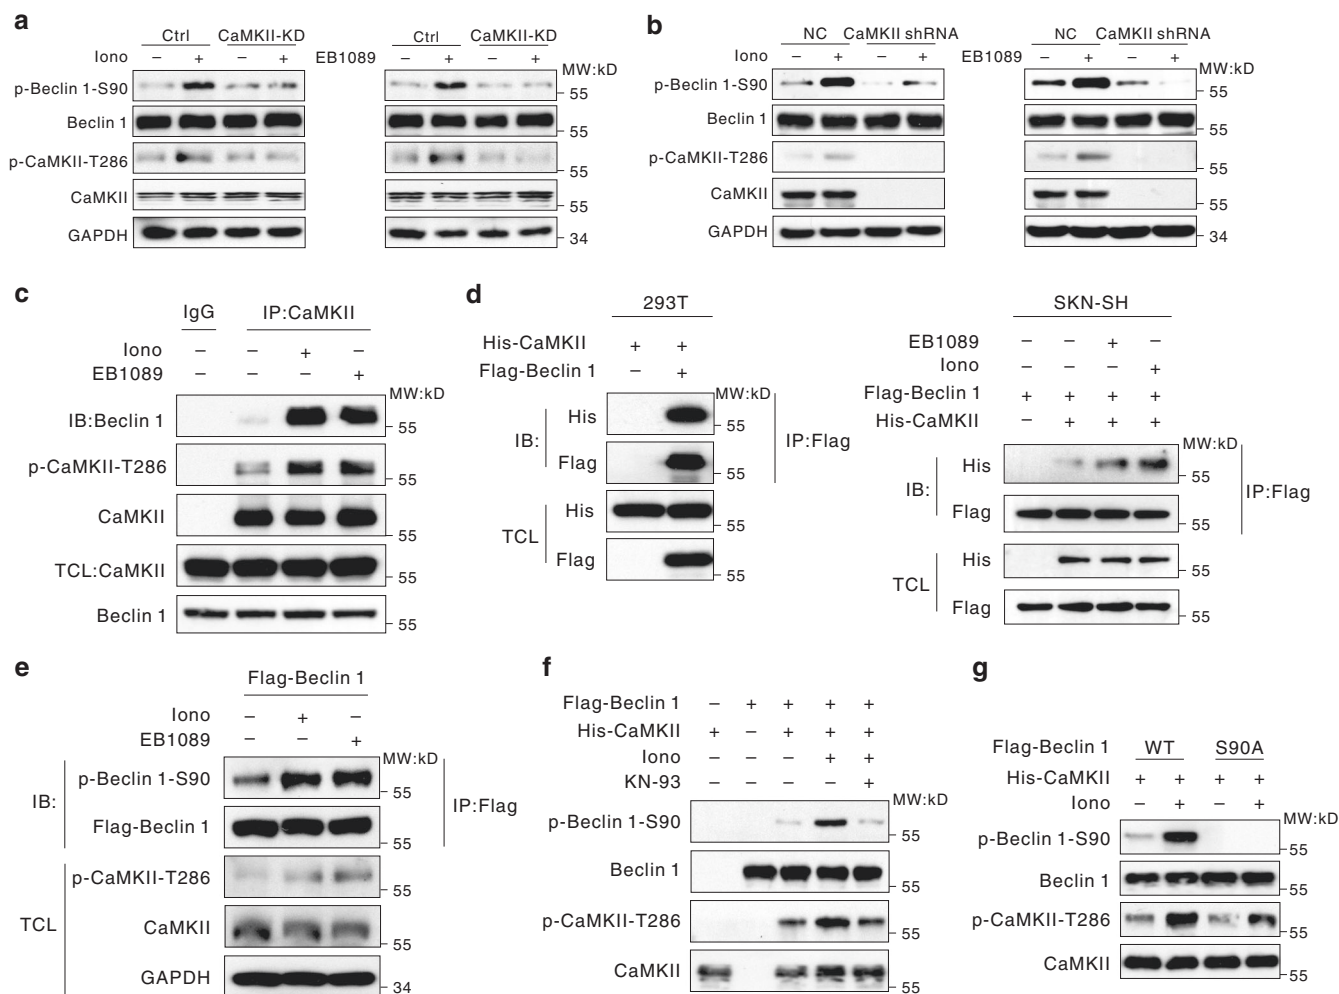 a
Ctrl CaMKII-KD Ctrl CaMKII-KD
Iono − + − + EB1089 − + − +
MW:kD
p-Beclin 1-S90 55
Beclin 1 55
p-CaMKII-T286
CaMKII 55
GAPDH 34
b
NC CaMKII shRNA NC CaMKII shRNA
Iono − + − + EB1089 − + − +
MW:kD
p-Beclin 1-S90 55
Beclin 1 55
p-CaMKII-T286
CaMKII 55
GAPDH 34
c
IgG IP:CaMKII
Iono − − + −
EB1089 − − − +
MW:kD
IB:Beclin 1 55
p-CaMKII-T286 55
CaMKII 55
TCL:CaMKII 55
Beclin 1 55
d
293T
His-CaMKII + +
Flag-Beclin 1 − +
MW:kD
IB: His 55 IP:Flag
Flag 55
TCL His 55
Flag 55
SKN-SH
EB1089 − − + −
Iono − − − +
Flag-Beclin 1 + + + +
His-CaMKII − + + +
MW:kD
IB: His 55 IP:Flag
Flag 55
TCL His 55
Flag 55
e
Flag-Beclin 1
Iono − + −
EB1089 − − +
MW:kD
IB: p-Beclin 1-S90 55 IP:Flag
Flag-Beclin 1 55
TCL p-CaMKII-T286 55
CaMKII 55
GAPDH 34
f
Flag-Beclin 1 − + + + +
His-CaMKII + − + + +
Iono − − − + +
KN-93 − − − − +
MW:kD
p-Beclin 1-S90 55
Beclin 1 55
p-CaMKII-T286 55
CaMKII 55
g
Flag-Beclin 1 WT S90A
His-CaMKII + + + +
Iono − + − +
MW:kD
p-Beclin 1-S90 55
Beclin 1 55
p-CaMKII-T286 55
CaMKII 55